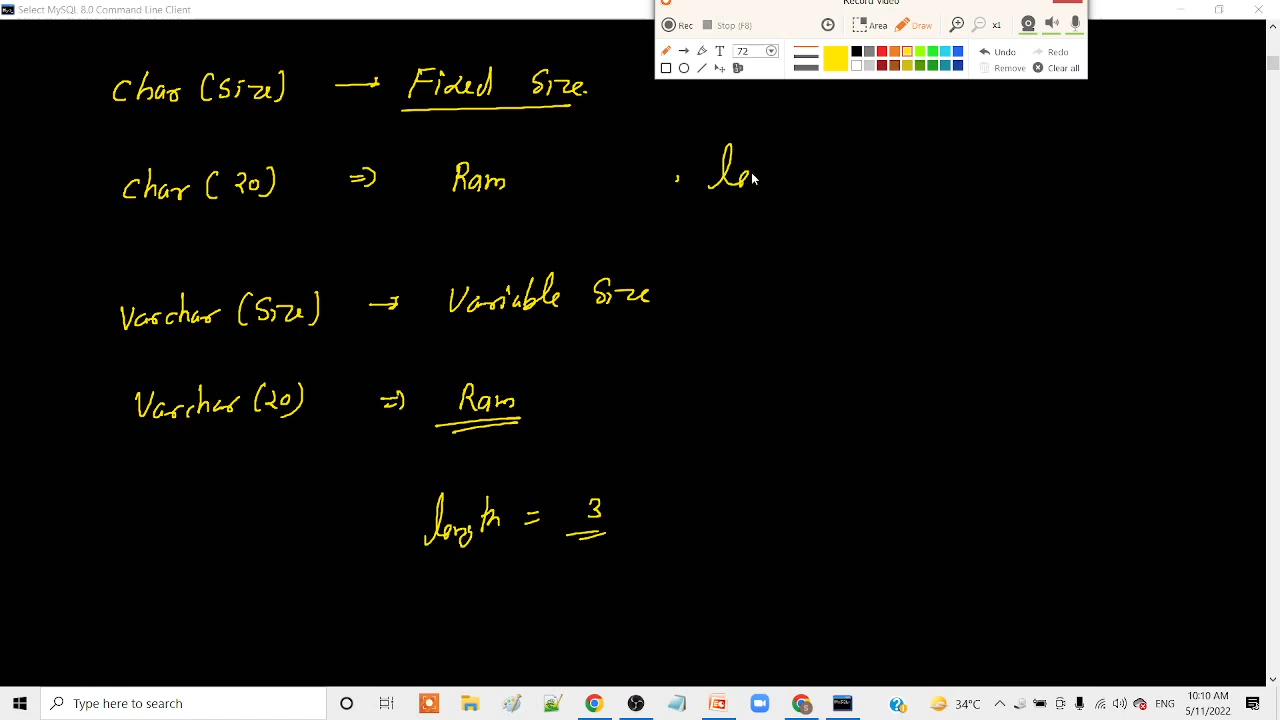 Select MySQL 8.0 Command Line Client
Record Video
Rec
Stop (F8)
Area
Draw
x1
T
72
Undo
Redo
Remove
Clear all
Char (Size) → Fixed Size.
Char (20) ⇒ Ram
Varchar (Size) → Variable Size
Varchar (20) ⇒ Ram
length = 3
Type here to search
34°C
10:10 AM
5/11/2022